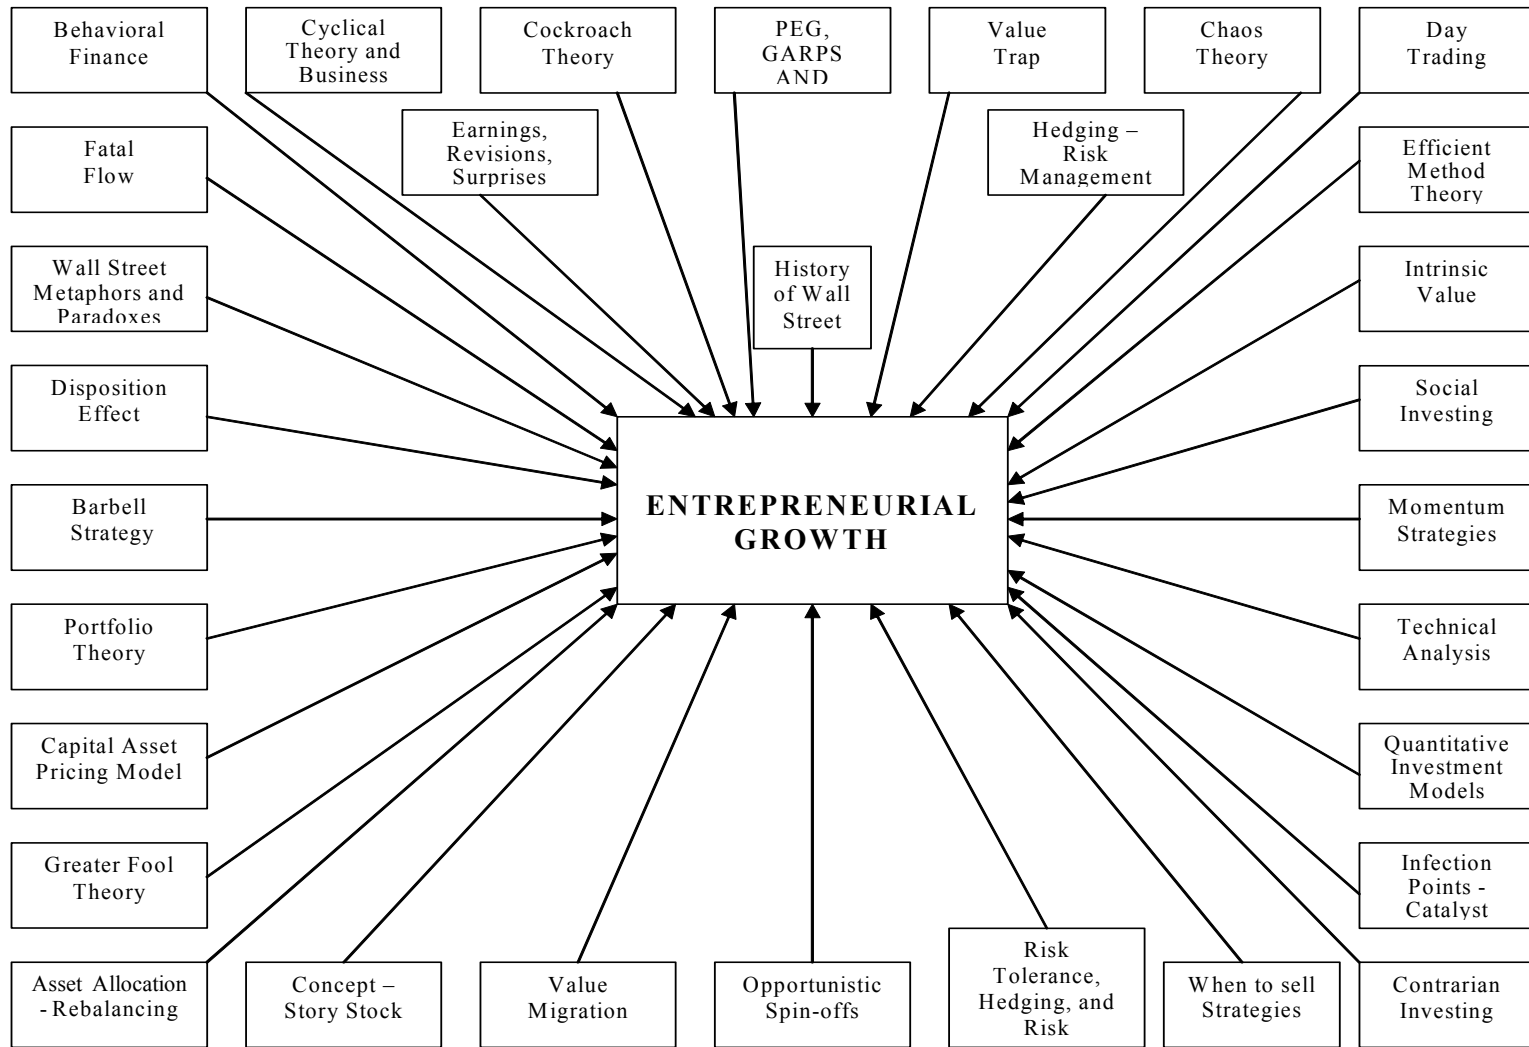 Behavioral
Finance
Cyclical
Theory and
Business
Cockroach
Theory
PEG,
GARPS
AND
Value
Trap
Chaos
Theory
Day
Trading
Fatal
Flow
Earnings,
Revisions,
Surprises
Hedging –
Risk
Management
Efficient
Method
Theory
Wall Street
Metaphors and
Paradoxes
History
of Wall
Street
Intrinsic
Value
Disposition
Effect
Social
Investing
ENTREPRENEURIAL
GROWTH
Barbell
Strategy
Momentum
Strategies
Portfolio
Theory
Technical
Analysis
Capital Asset
Pricing Model
Quantitative
Investment
Models
Greater Fool
Theory
Infection
Points -
Catalyst
Asset Allocation
- Rebalancing
Concept –
Story Stock
Value
Migration
Opportunistic
Spin-offs
Risk
Tolerance,
Hedging, and
Risk
When to sell
Strategies
Contrarian
Investing